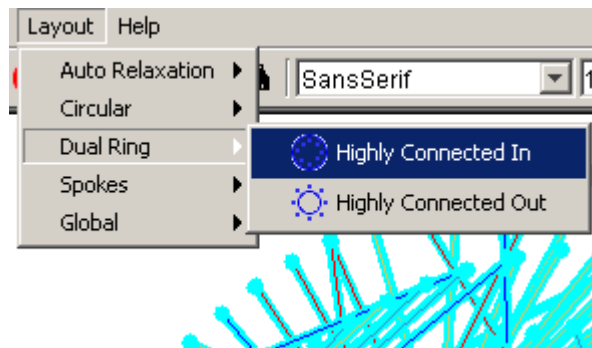 Layout Help
Auto Relaxation
SansSerif
Circular
Dual Ring
Highly Connected In
Spokes
Highly Connected Out
Global